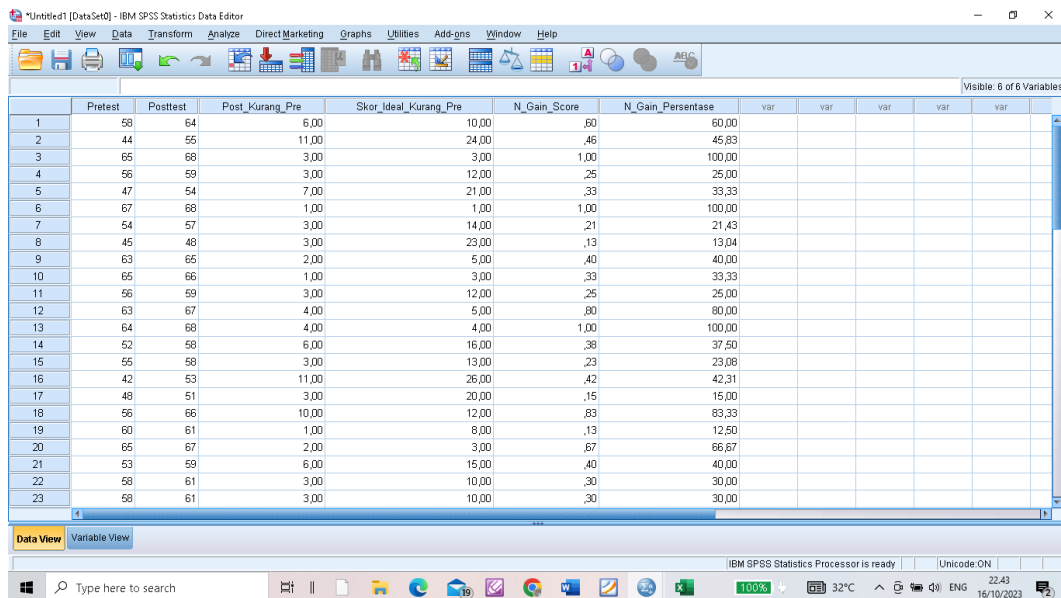 *Untitled1 [DataSet0] - IBM SPSS Statistics Data Editor
File Edit View Data Transform Analyze Direct Marketing Graphs Utilities Add-ons Window Help
Visible: 6 of 6 Variables
Pretest Posttest Post_Kurang_Pre Skor_Ideal_Kurang_Pre N_Gain_Score N_Gain_Persentase var var var var var
1 58 64 6,00 10,00 ,60 60,00
2 44 55 11,00 24,00 ,46 45,83
3 65 68 3,00 3,00 1,00 100,00
4 56 59 3,00 12,00 ,25 25,00
5 47 54 7,00 21,00 ,33 33,33
6 67 68 1,00 1,00 1,00 100,00
7 54 57 3,00 14,00 ,21 21,43
8 45 48 3,00 23,00 ,13 13,04
9 63 65 2,00 5,00 ,40 40,00
10 65 66 1,00 3,00 ,33 33,33
11 56 59 3,00 12,00 ,25 25,00
12 63 67 4,00 5,00 ,80 80,00
13 64 68 4,00 4,00 1,00 100,00
14 52 58 6,00 16,00 ,38 37,50
15 55 58 3,00 13,00 ,23 23,08
16 42 53 11,00 26,00 ,42 42,31
17 48 51 3,00 20,00 ,15 15,00
18 56 66 10,00 12,00 ,83 83,33
19 60 61 1,00 8,00 ,13 12,50
20 65 67 2,00 3,00 ,67 66,67
21 53 59 6,00 15,00 ,40 40,00
22 58 61 3,00 10,00 ,30 30,00
23 58 61 3,00 10,00 ,30 30,00
Data View Variable View
IBM SPSS Statistics Processor is ready Unicode:ON
Type here to search 19 100% 32°C ENG 22.43
16/10/2023 2